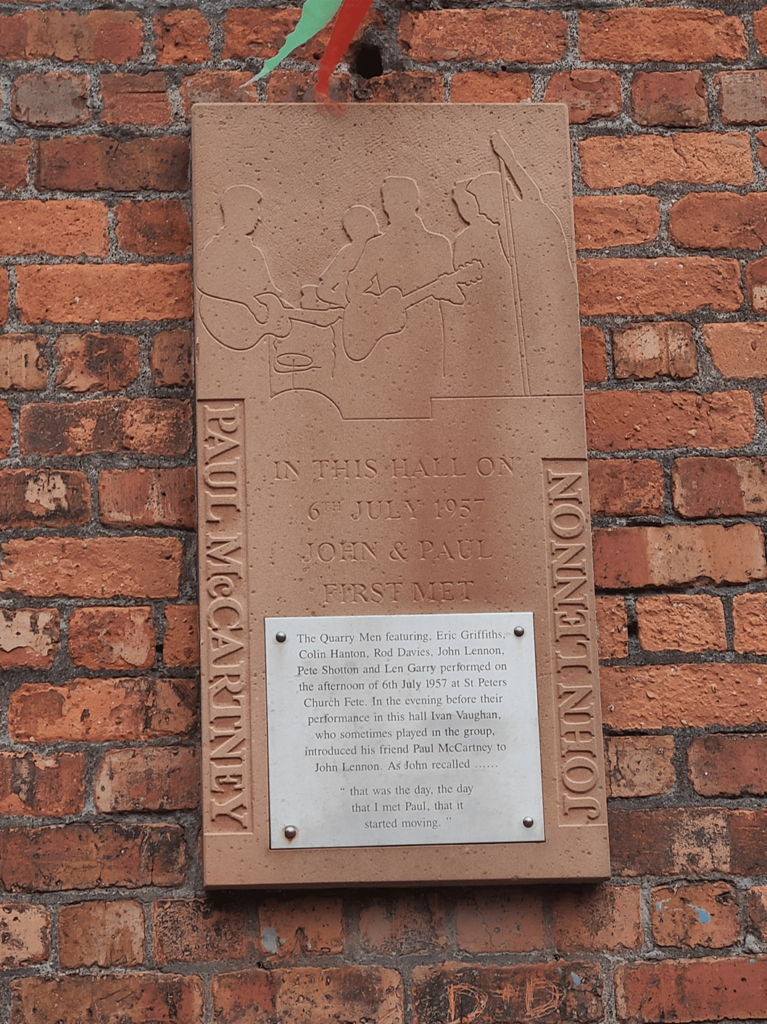 IN THIS HALL ON
6TH JULY 1957
JOHN & PAUL
FIRST MET
PAUL McCARTNEY
JOHN LENNON
The Quarry Men featuring, Eric Griffiths,
Colin Hanton, Rod Davies, John Lennon,
Pete Shotton and Len Garry performed on
the afternoon of 6th July 1957 at St Peters
Church Fete. In the evening before their
performance in this hall Ivan Vaughan,
who sometimes played in the group,
introduced his friend Paul McCartney to
John Lennon. As John recalled ......
“ that was the day, the day
that I met Paul, that it
started moving. ”
D+D